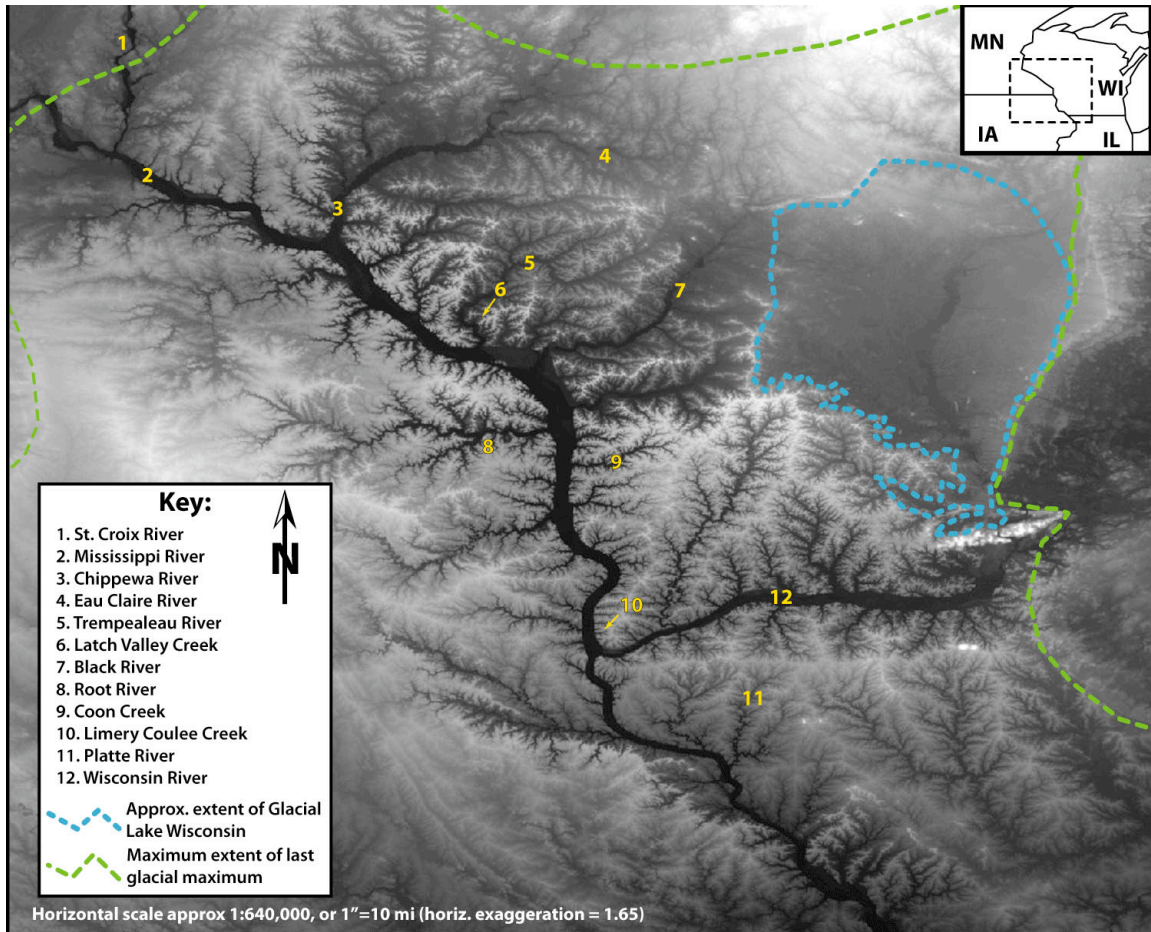 1
2
3
4
5
6
7
8
9
10
11
12
MN
WI
IA
IL
Key:
N
1. St. Croix River
2. Mississippi River
3. Chippewa River
4. Eau Claire River
5. Trempealeau River
6. Latch Valley Creek
7. Black River
8. Root River
9. Coon Creek
10. Limery Coulee Creek
11. Platte River
12. Wisconsin River
Approx. extent of Glacial
Lake Wisconsin
Maximum extent of last
glacial maximum
Horizontal scale approx 1:640,000, or 1”=10 mi (horiz. exaggeration = 1.65)